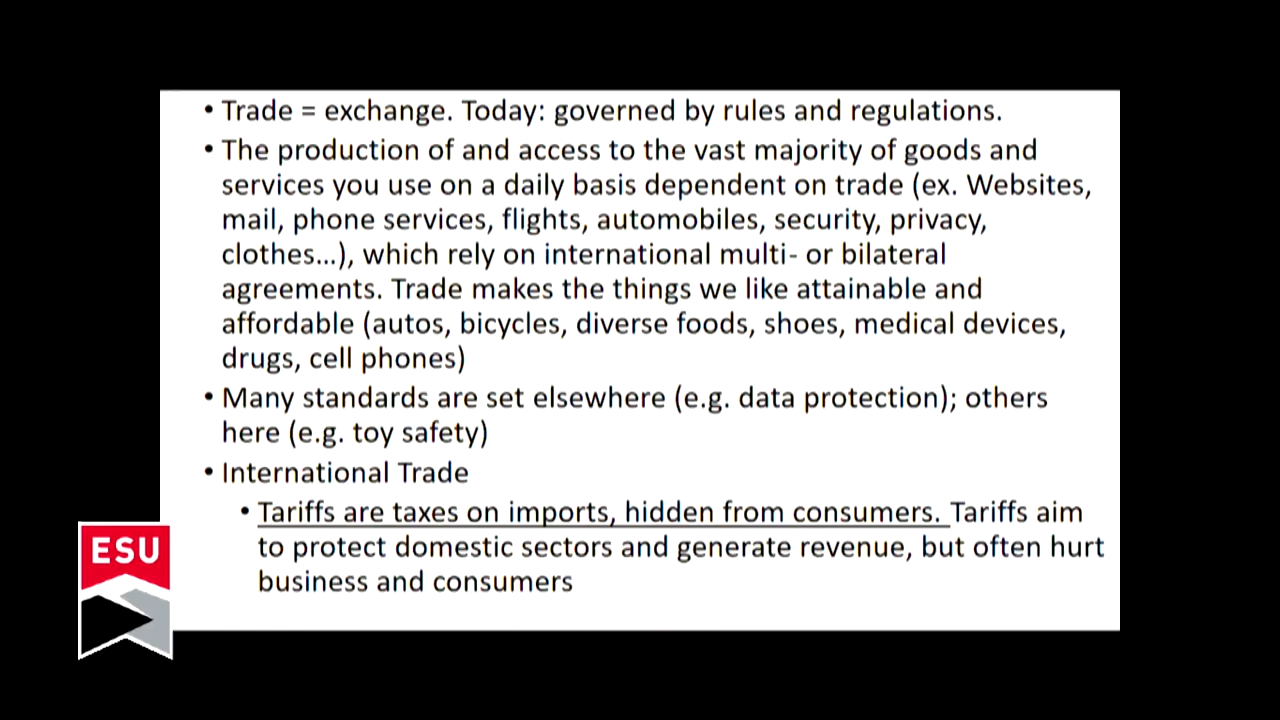 • Trade = exchange. Today: governed by rules and regulations.
• The production of and access to the vast majority of goods and
services you use on a daily basis dependent on trade (ex. Websites,
mail, phone services, flights, automobiles, security, privacy,
clothes...), which rely on international multi- or bilateral
agreements. Trade makes the things we like attainable and
affordable (autos, bicycles, diverse foods, shoes, medical devices,
drugs, cell phones)
• Many standards are set elsewhere (e.g. data protection); others
here (e.g. toy safety)
• International Trade
• Tariffs are taxes on imports, hidden from consumers. Tariffs aim
to protect domestic sectors and generate revenue, but often hurt
business and consumers
ESU